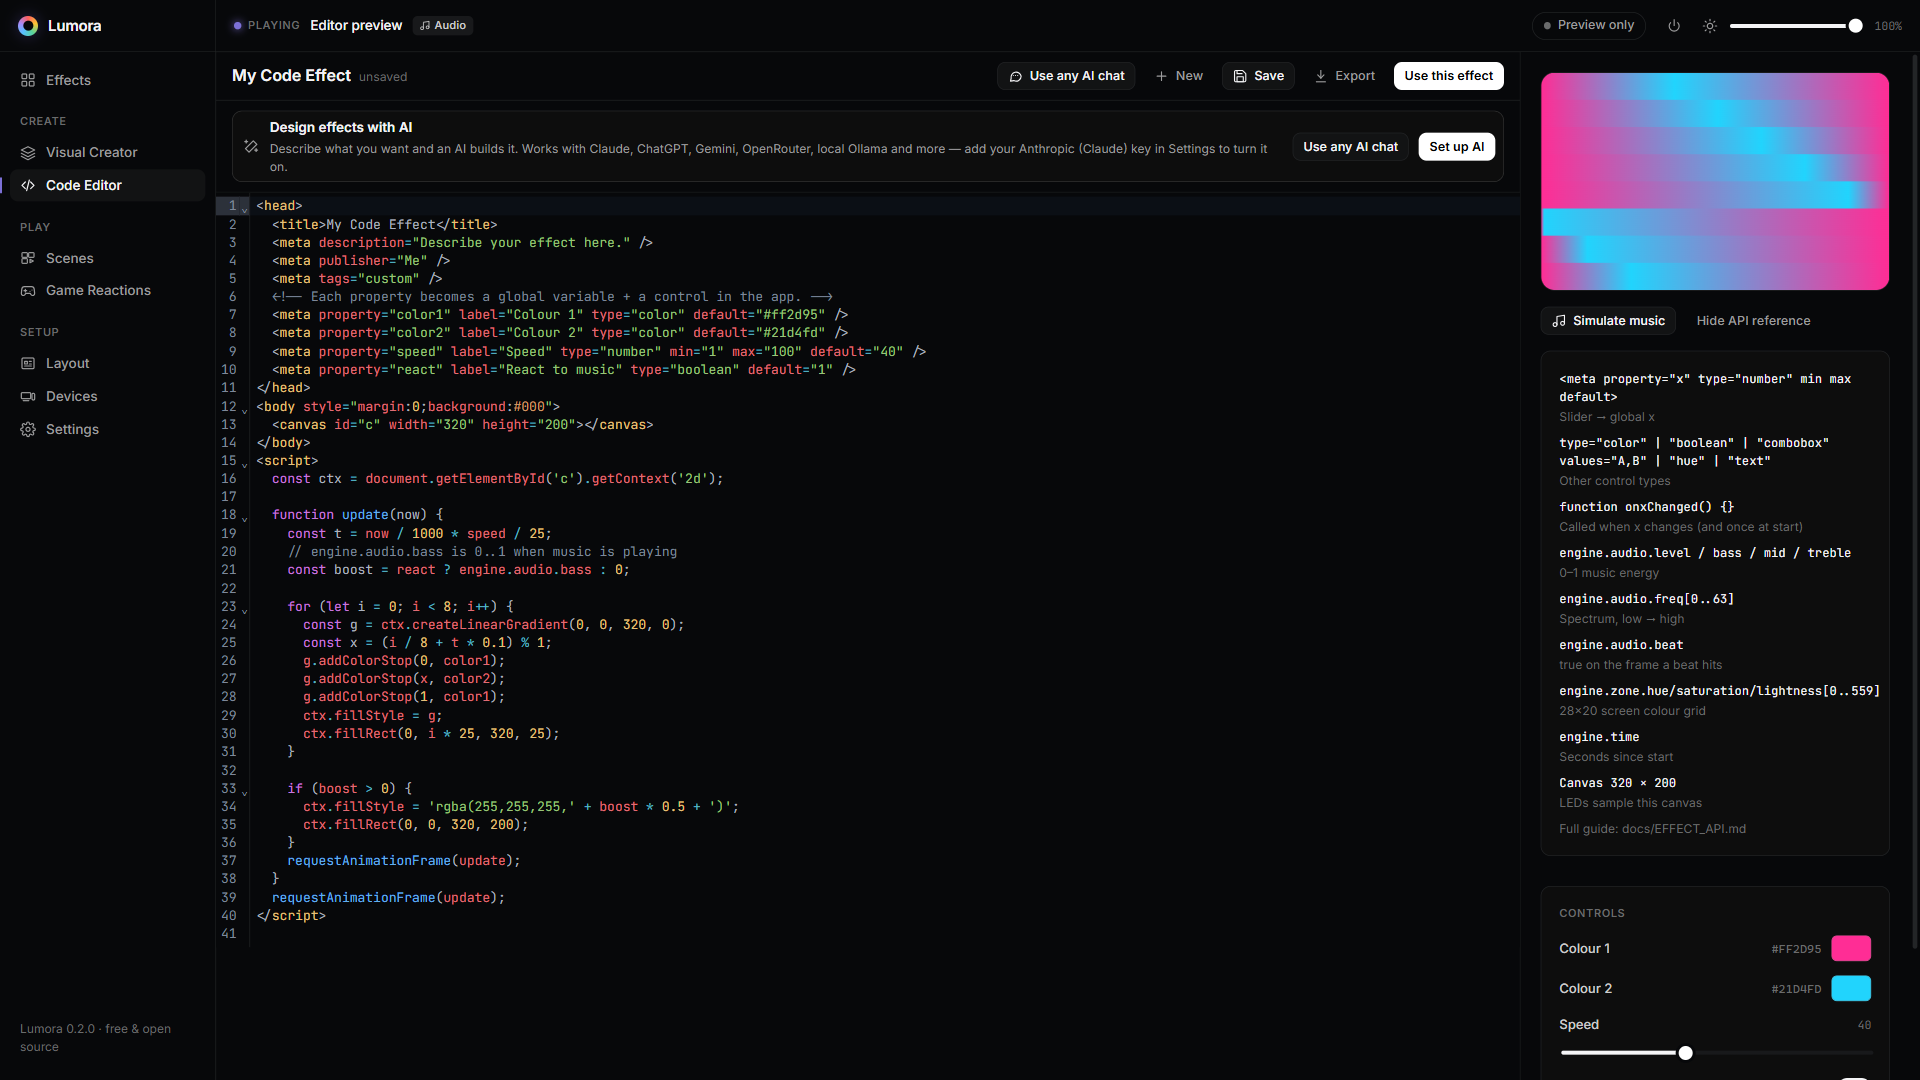 Lumora
PLAYING Editor preview Audio
Preview only
100%
Effects
CREATE
Visual Creator
Code Editor
PLAY
Scenes
Game Reactions
SETUP
Layout
Devices
Settings
Lumora 0.2.0 · free & open
source
My Code Effect unsaved
Use any AI chat
New
Save
Export
Use this effect
Design effects with AI
Describe what you want and an AI builds it. Works with Claude, ChatGPT, Gemini, OpenRouter, local Ollama and more — add your Anthropic (Claude) key in Settings to turn it
on.
Use any AI chat
Set up AI
1 <head>
2   <title>My Code Effect</title>
3   <meta description="Describe your effect here." />
4   <meta publisher="Me" />
5   <meta tags="custom" />
6   <!-- Each property becomes a global variable + a control in the app. -->
7   <meta property="color1" label="Colour 1" type="color" default="#ff2d95" />
8   <meta property="color2" label="Colour 2" type="color" default="#21d4fd" />
9   <meta property="speed" label="Speed" type="number" min="1" max="100" default="40" />
10   <meta property="react" label="React to music" type="boolean" default="1" />
11 </head>
12 <body style="margin:0;background:#000">
13   <canvas id="c" width="320" height="200"></canvas>
14 </body>
15 <script>
16   const ctx = document.getElementById('c').getContext('2d');
17
18   function update(now) {
19     const t = now / 1000 * speed / 25;
20     // engine.audio.bass is 0..1 when music is playing
21     const boost = react ? engine.audio.bass : 0;
22
23     for (let i = 0; i < 8; i++) {
24       const g = ctx.createLinearGradient(0, 0, 320, 0);
25       const x = (i / 8 + t * 0.1) % 1;
26       g.addColorStop(0, color1);
27       g.addColorStop(x, color2);
28       g.addColorStop(1, color1);
29       ctx.fillStyle = g;
30       ctx.fillRect(0, i * 25, 320, 25);
31     }
32
33     if (boost > 0) {
34       ctx.fillStyle = 'rgba(255,255,255,' + boost * 0.5 + ')';
35       ctx.fillRect(0, 0, 320, 200);
36     }
37     requestAnimationFrame(update);
38   }
39   requestAnimationFrame(update);
40 </script>
41
Simulate music
Hide API reference
<meta property="x" type="number" min max
default>
Slider → global x
type="color" | "boolean" | "combobox"
values="A,B" | "hue" | "text"
Other control types
function onxChanged() {}
Called when x changes (and once at start)
engine.audio.level / bass / mid / treble
0–1 music energy
engine.audio.freq[0..63]
Spectrum, low → high
engine.audio.beat
true on the frame a beat hits
engine.zone.hue/saturation/lightness[0..559]
28×20 screen colour grid
engine.time
Seconds since start
Canvas 320 × 200
LEDs sample this canvas
Full guide: docs/EFFECT_API.md
CONTROLS
Colour 1 #FF2D95
Colour 2 #21D4FD
Speed 40